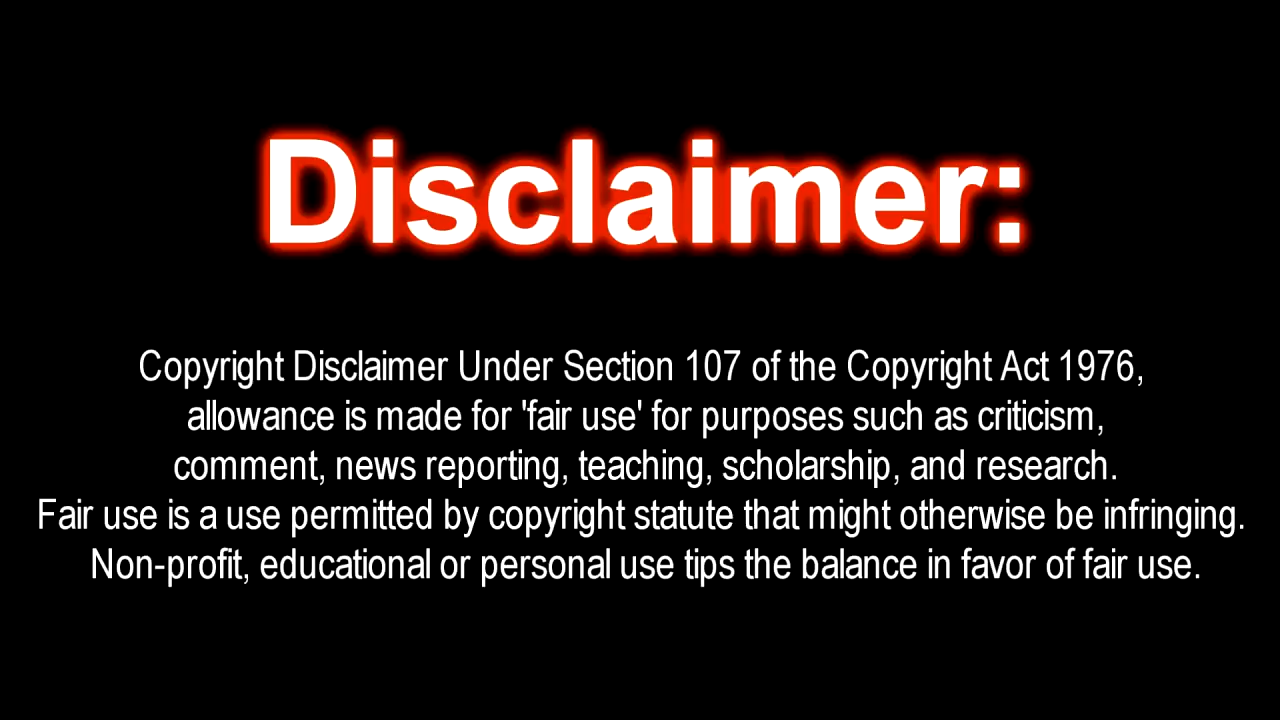 Disclaimer:
Copyright Disclaimer Under Section 107 of the Copyright Act 1976,
allowance is made for 'fair use' for purposes such as criticism,
comment, news reporting, teaching, scholarship, and research.
Fair use is a use permitted by copyright statute that might otherwise be infringing.
Non-profit, educational or personal use tips the balance in favor of fair use.